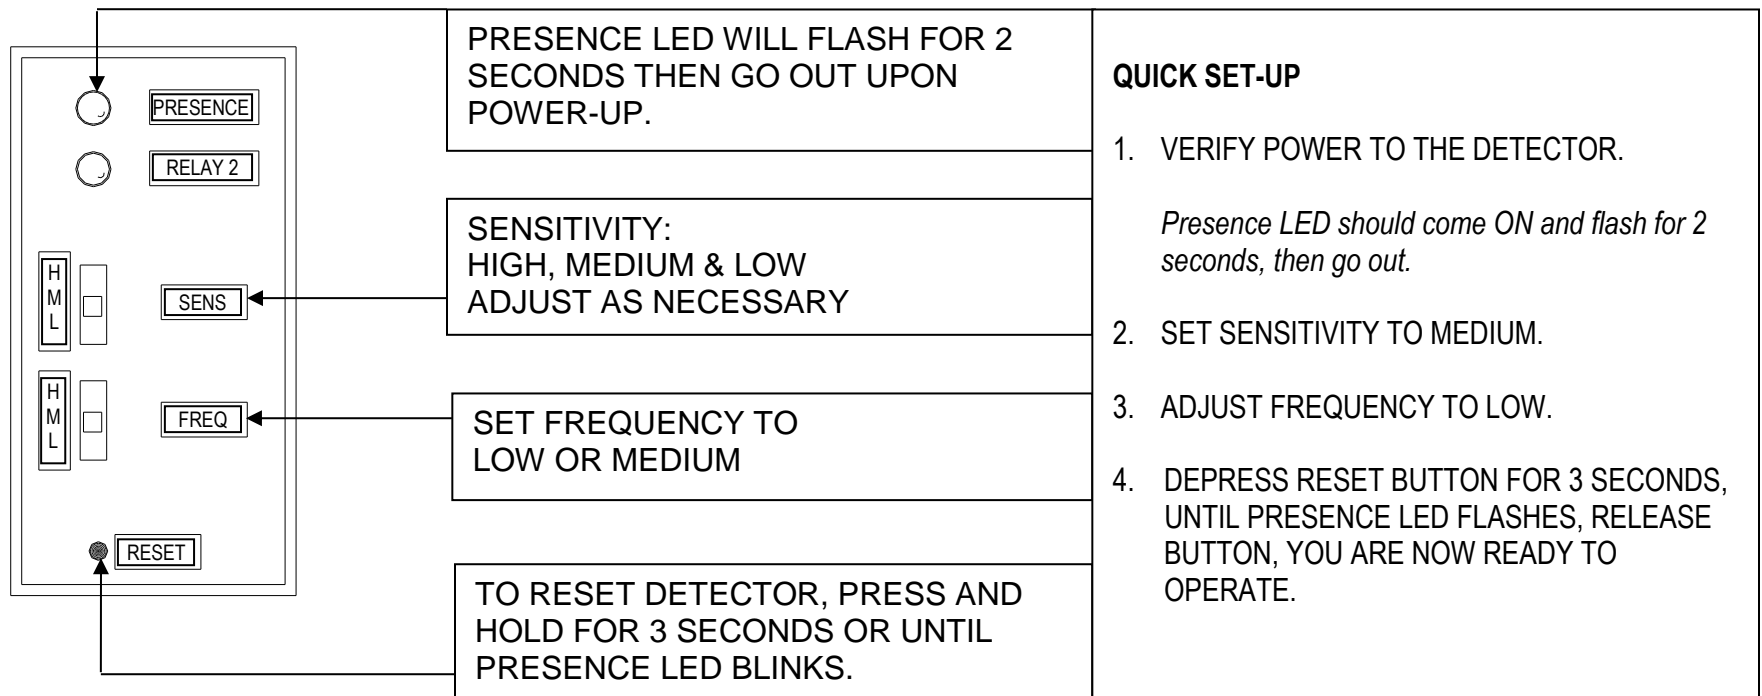 PRESENCE
RELAY 2
H
M
L
SENS
H
M
L
FREQ
RESET
PRESENCE LED WILL FLASH FOR 2
SECONDS THEN GO OUT UPON
POWER-UP.
SENSITIVITY:
HIGH, MEDIUM & LOW
ADJUST AS NECESSARY
SET FREQUENCY TO
LOW OR MEDIUM
TO RESET DETECTOR, PRESS AND
HOLD FOR 3 SECONDS OR UNTIL
PRESENCE LED BLINKS.
QUICK SET-UP
1. VERIFY POWER TO THE DETECTOR.
Presence LED should come ON and flash for 2
seconds, then go out.
2. SET SENSITIVITY TO MEDIUM.
3. ADJUST FREQUENCY TO LOW.
4. DEPRESS RESET BUTTON FOR 3 SECONDS,
UNTIL PRESENCE LED FLASHES, RELEASE
BUTTON, YOU ARE NOW READY TO
OPERATE.